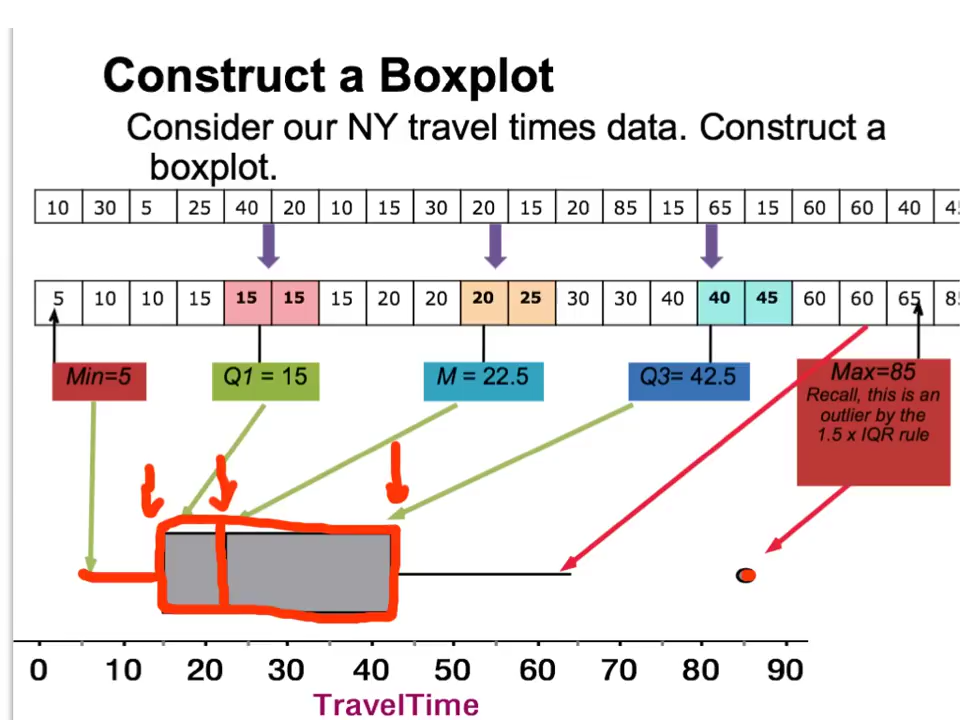 Construct a Boxplot
Consider our NY travel times data. Construct a
boxplot.
10 30 5 25 40 20 10 15 30 20 15 20 85 15 65 15 60 60 40
5 10 10 15 15 15 15 20 20 20 25 30 30 40 40 45 60 60 65
Min=5 Q1 = 15 M = 22.5 Q3= 42.5 Max=85
Recall, this is an
outlier by the
1.5 x IQR rule
0 10 20 30 40 50 60 70 80 90
TravelTime